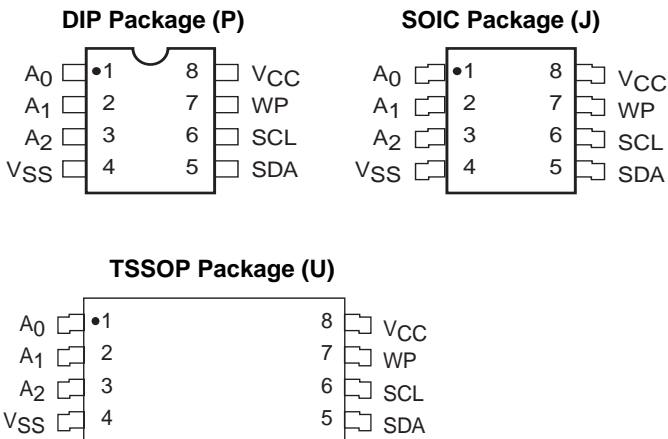 DIP Package (P)
A0 •1 8 VCC
A1 2 7 WP
A2 3 6 SCL
VSS 4 5 SDA
SOIC Package (J)
A0 •1 8 VCC
A1 2 7 WP
A2 3 6 SCL
VSS 4 5 SDA
TSSOP Package (U)
A0 •1 8 VCC
A1 2 7 WP
A2 3 6 SCL
VSS 4 5 SDA